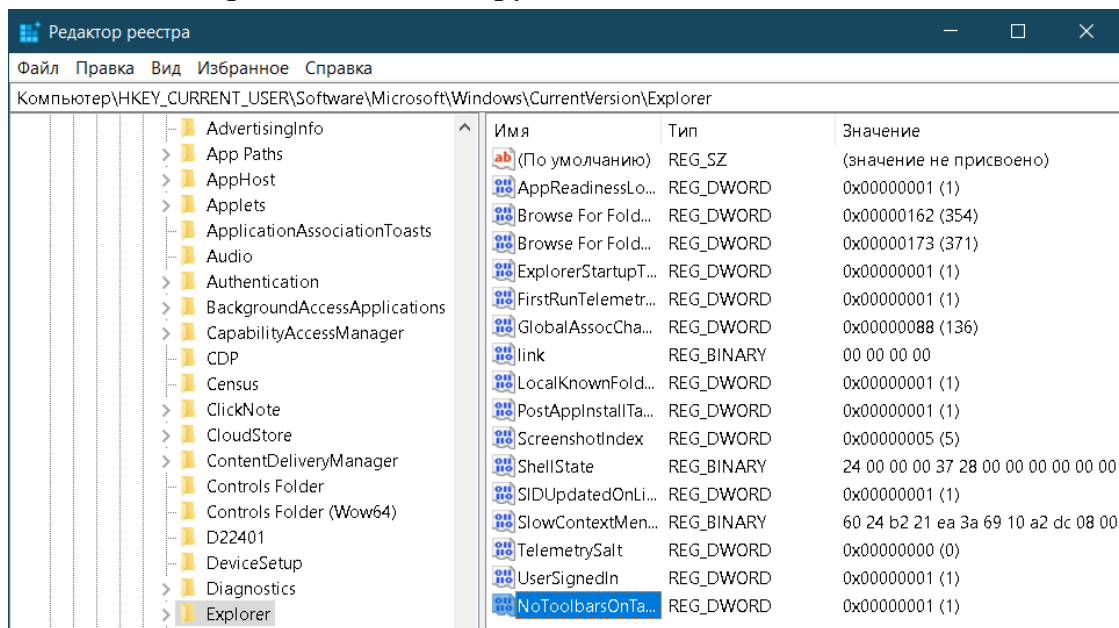 Редактор реестра
Файл Правка Вид Избранное Справка
Компьютер\HKEY_CURRENT_USER\Software\Microsoft\Windows\CurrentVersion\Explorer
AdvertisingInfo
App Paths
AppHost
Applets
ApplicationAssociationToasts
Audio
Authentication
BackgroundAccessApplications
CapabilityAccessManager
CDP
Census
ClickNote
CloudStore
ContentDeliveryManager
Controls Folder
Controls Folder (Wow64)
D22401
DeviceSetup
Diagnostics
Explorer
Имя Тип Значение
(По умолчанию) REG_SZ (значение не присвоено)
AppReadinessLo... REG_DWORD 0x00000001 (1)
Browse For Fold... REG_DWORD 0x00000162 (354)
Browse For Fold... REG_DWORD 0x00000173 (371)
ExplorerStartupT... REG_DWORD 0x00000001 (1)
FirstRunTelemetr... REG_DWORD 0x00000001 (1)
GlobalAssocCha... REG_DWORD 0x00000088 (136)
link REG_BINARY 00 00 00 00
LocalKnownFold... REG_DWORD 0x00000001 (1)
PostAppInstallTa... REG_DWORD 0x00000001 (1)
ScreenshotIndex REG_DWORD 0x00000005 (5)
ShellState REG_BINARY 24 00 00 00 37 28 00 00 00 00 00 00
SIDUpdatedOnLi... REG_DWORD 0x00000001 (1)
SlowContextMen... REG_BINARY 60 24 b2 21 ea 3a 69 10 a2 dc 08 00
TelemetrySalt REG_DWORD 0x00000000 (0)
UserSignedIn REG_DWORD 0x00000001 (1)
NoToolbarsOnTa... REG_DWORD 0x00000001 (1)